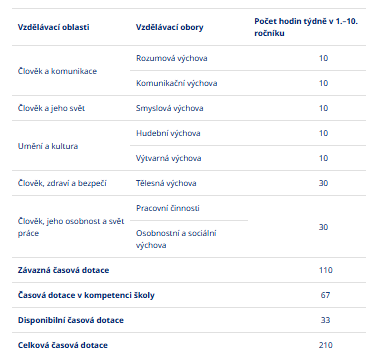 Vzdělávací oblasti Vzdělávací obory Počet hodin týdně v 1.–10. ročníku
Člověk a komunikace Rozumová výchova 10
Komunikační výchova 10
Člověk a jeho svět Smyslová výchova 10
Umění a kultura Hudební výchova 10
Výtvarná výchova 10
Člověk, zdraví a bezpečí Tělesná výchova 30
Člověk, jeho osobnost a svět práce Pracovní činnosti 30
Osobnostní a sociální výchova
Závazná časová dotace 110
Časová dotace v kompetenci školy 67
Disponibilní časová dotace 33
Celková časová dotace 210